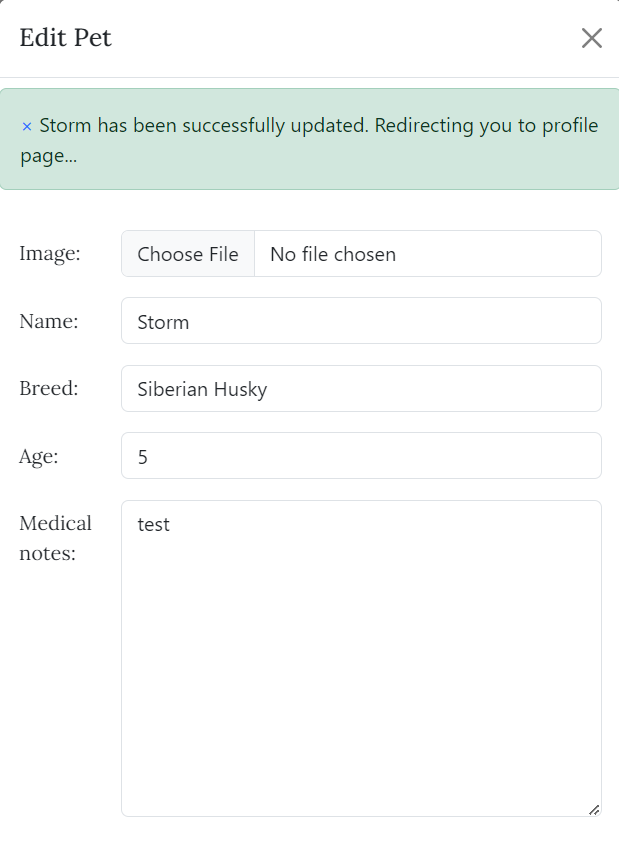 Edit Pet
× Storm has been successfully updated. Redirecting you to profile
page...
Image: Choose File No file chosen
Name: Storm
Breed: Siberian Husky
Age: 5
Medical notes: test